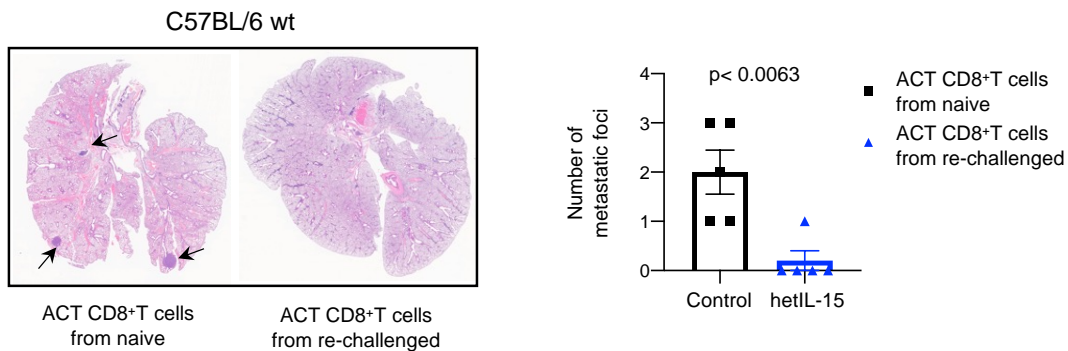 C57BL/6 wt
ACT CD8⁺T cells
from naive
ACT CD8⁺T cells
from re-challenged
Number of
metastatic foci
4
3
2
1
0
p< 0.0063
Control
hetIL-15
ACT CD8⁺T cells
from naive
ACT CD8⁺T cells
from re-challenged